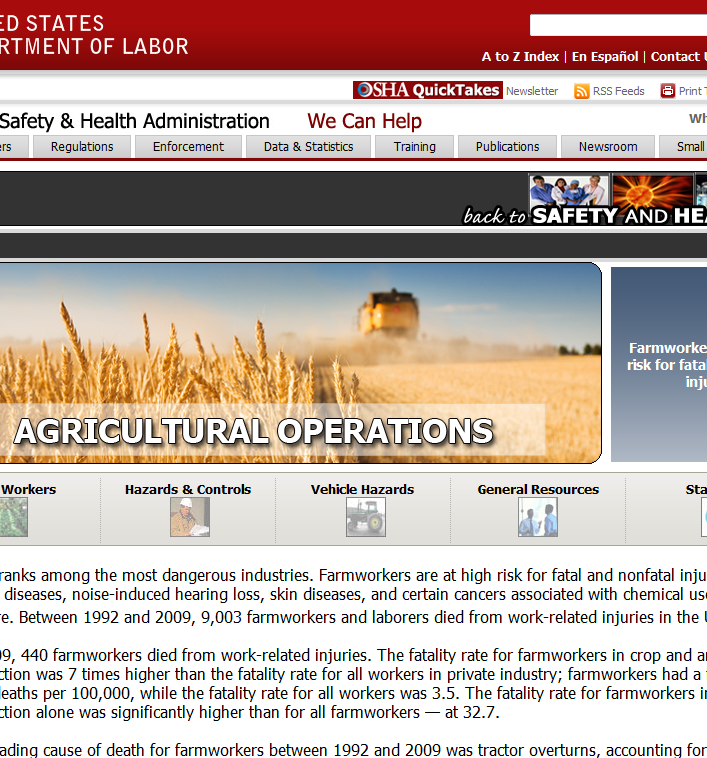 ED STATES
RTMENT OF LABOR
A to Z Index | En Español | Contact U
OSHA QuickTakes Newsletter RSS Feeds Print T
Safety & Health Administration We Can Help Wh
ers Regulations Enforcement Data & Statistics Training Publications Newsroom Small
back to SAFETY AND HEA
AGRICULTURAL OPERATIONS
Farmworke
risk for fata
inju
Workers Hazards & Controls Vehicle Hazards General Resources Sta
ranks among the most dangerous industries. Farmworkers are at high risk for fatal and nonfatal inju
diseases, noise-induced hearing loss, skin diseases, and certain cancers associated with chemical us
re. Between 1992 and 2009, 9,003 farmworkers and laborers died from work-related injuries in the U
09, 440 farmworkers died from work-related injuries. The fatality rate for farmworkers in crop and an
ction was 7 times higher than the fatality rate for all workers in private industry; farmworkers had a f
deaths per 100,000, while the fatality rate for all workers was 3.5. The fatality rate for farmworkers in
ction alone was significantly higher than for all farmworkers — at 32.7.
ading cause of death for farmworkers between 1992 and 2009 was tractor overturns, accounting for